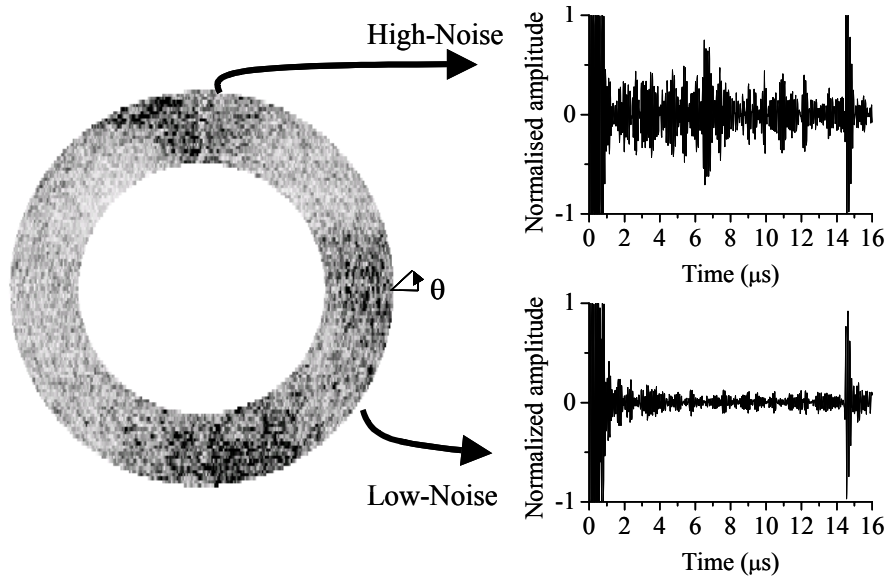 High-Noise
θ
Low-Noise
Normalised amplitude
1
0
-1
0 2 4 6 8 10 12 14 16
Time (μs)
Normalized amplitude
1
0
-1
0 2 4 6 8 10 12 14 16
Time (μs)